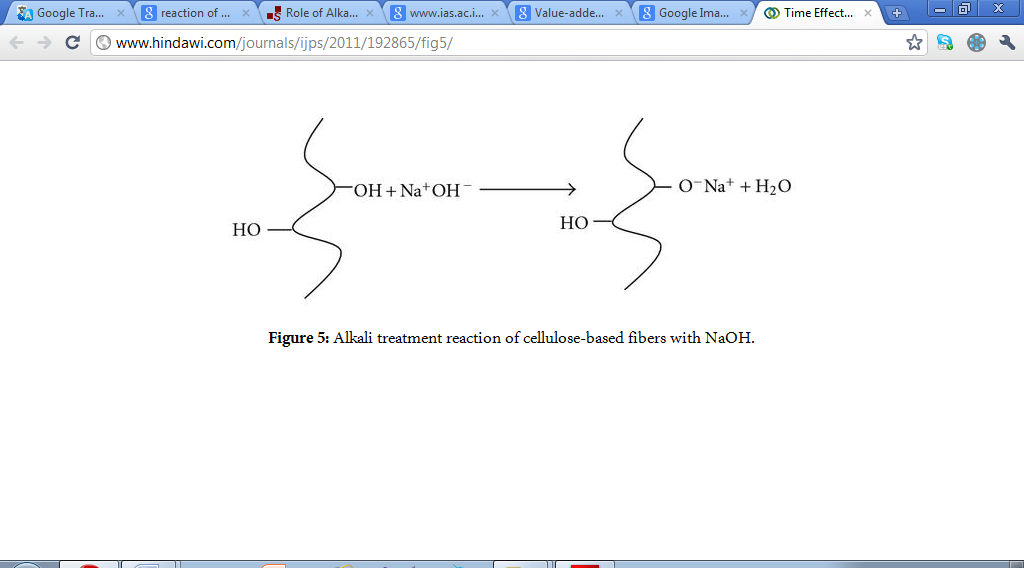 Google Tra...
reaction of ...
Role of Alka...
www.ias.ac.i...
Value-adde...
Google Ima...
Time Effect...
www.hindawi.com/journals/ijps/2011/192865/fig5/
OH + Na⁺OH⁻
O⁻Na⁺ + H₂O
HO
HO
Figure 5: Alkali treatment reaction of cellulose-based fibers with NaOH.